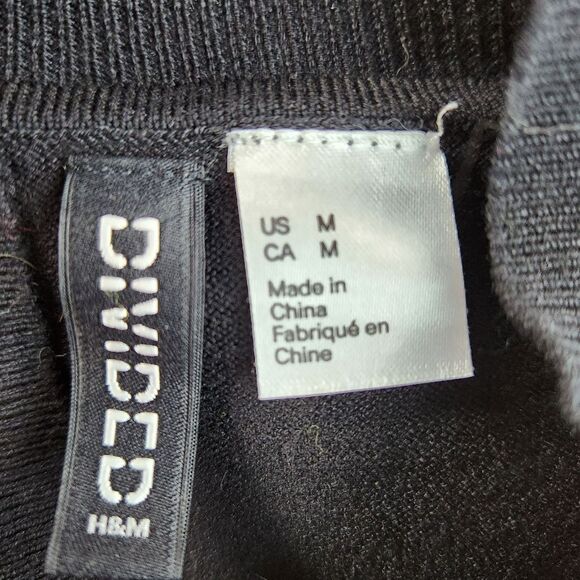 DIVIDED
H&M
US M
CA M
Made in
China
Fabriqué en
Chine